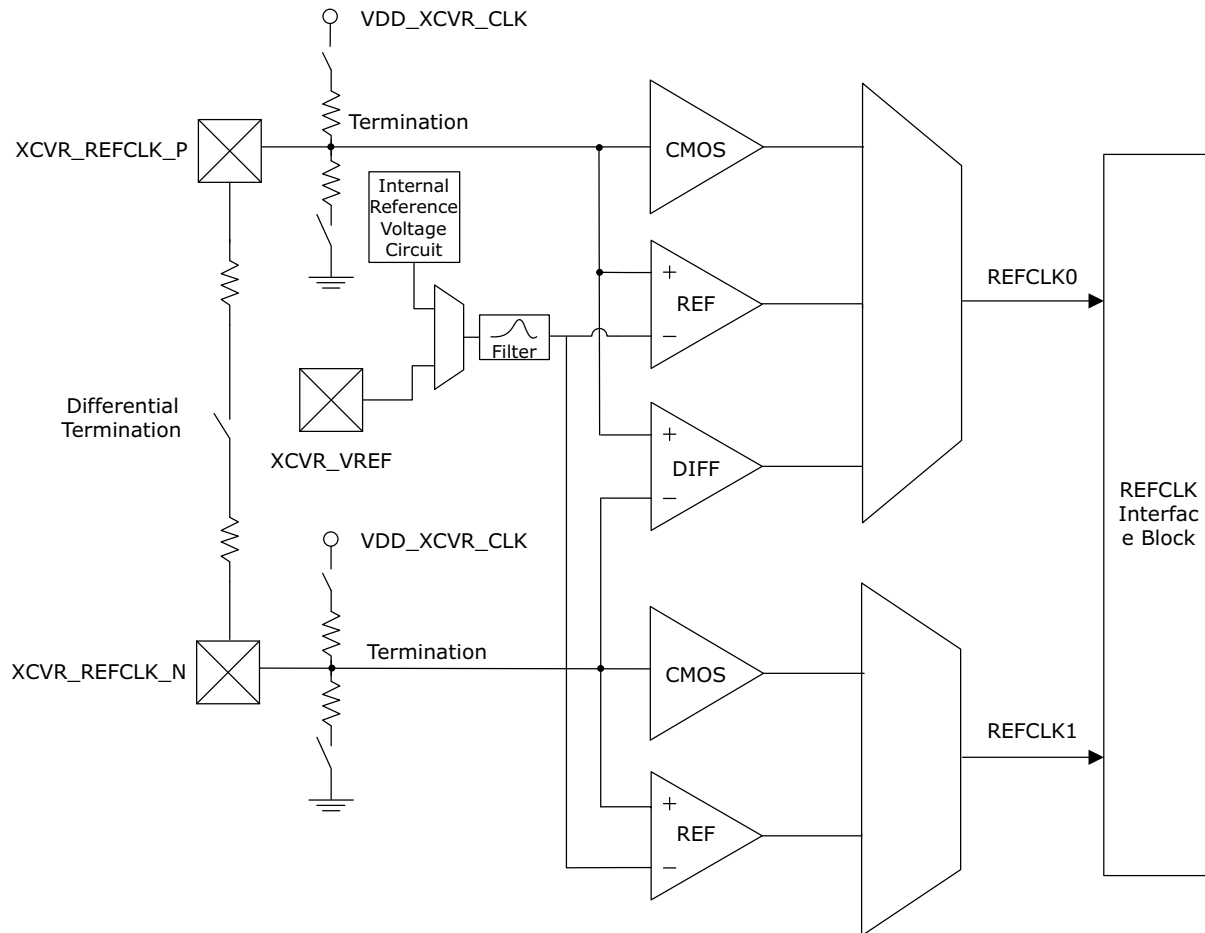 VDD_XCVR_CLK
Termination
XCVR_REFCLK_P
CMOS
Internal
Reference
Voltage
Circuit
+
REF
−
REFCLK0
Filter
Differential
Termination
XCVR_VREF
+
DIFF
−
REFCLK
Interfac
e Block
VDD_XCVR_CLK
Termination
XCVR_REFCLK_N
CMOS
REFCLK1
+
REF
−